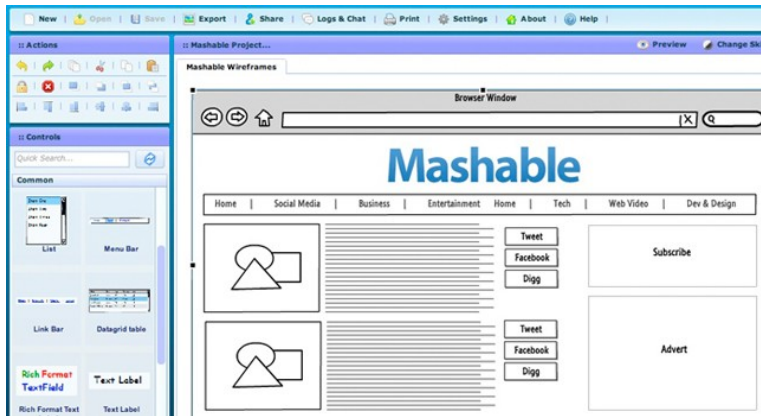 New | Open | Save | Export | Share | Logs & Chat | Print | Settings | About | Help |
:: Actions
:: Mashable Project...
Preview
Change Ski
Mashable Wireframes
:: Controls
Quick Search...
Common
List
Menu Bar
Link Bar
Datagrid table
Rich Format
TextField
Text Label
Rich Format Text
Text Label
Browser Window
X
Mashable
Home | Social Media | Business | Entertainment Home | Tech | Web Video | Dev & Design
Tweet
Facebook
Digg
Subscribe
Tweet
Facebook
Digg
Advert